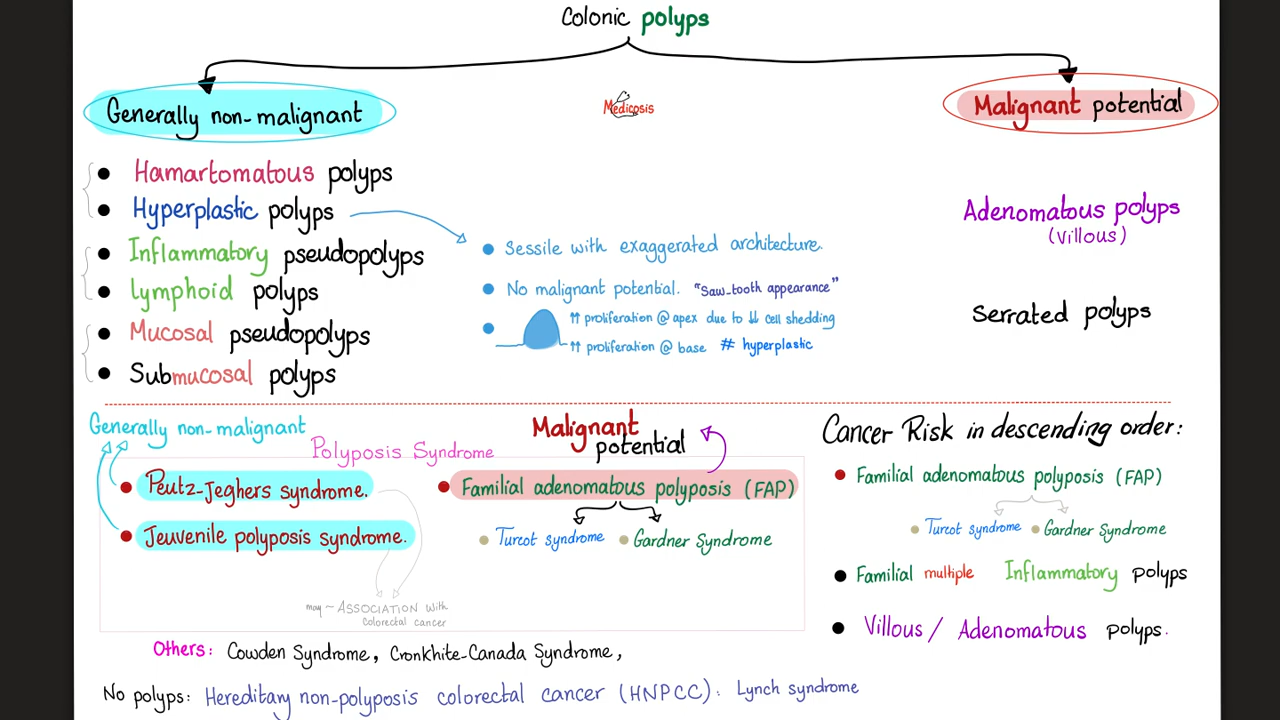 Colonic polyps
Generally non-malignant
Medicosis
Malignant potential
● Hamartomatous polyps
● Hyperplastic polyps
● Inflammatory pseudopolyps
● Lymphoid polyps
● Mucosal pseudopolyps
● Submucosal polyps
● Sessile with exaggerated architecture.
● No malignant potential. "Saw-tooth appearance"
● ↑↑ proliferation @ apex due to ↓↓ cell shedding
↑↑ proliferation @ base # hyperplastic
Adenomatous polyps
(Villous)
Serrated polyps
Generally non-malignant
Polyposis Syndrome
Malignant
potential
● Peutz-Jeghers syndrome.
● Jeuvenile polyposis syndrome.
may ~ ASSOCIATION with
colorectal cancer
● Familial adenomatous polyposis (FAP)
● Turcot syndrome ● Gardner Syndrome
Cancer Risk in descending order:
● Familial adenomatous polyposis (FAP)
● Turcot syndrome ● Gardner Syndrome
● Familial multiple Inflammatory polyps
● Villous / Adenomatous polyps.
Others: Cowden Syndrome, Cronkhite-Canada Syndrome,
No polyps: Hereditary non-polyposis colorectal cancer (HNPCC): Lynch syndrome